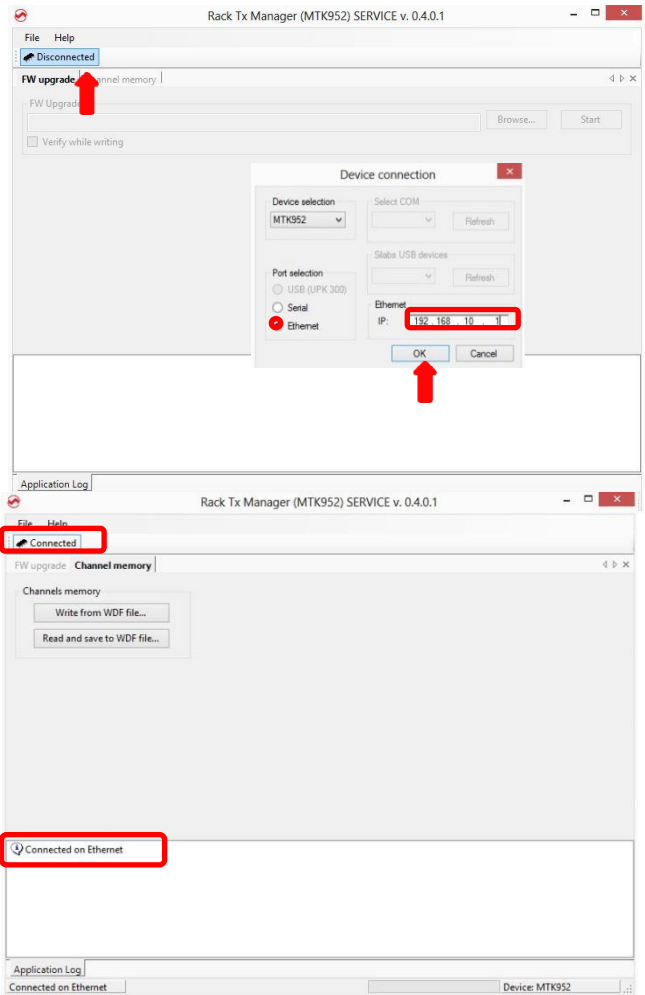 Rack Tx Manager (MTK952) SERVICE v. 0.4.0.1
File Help
Disconnected
FW upgrade annel memory
FW Upgrade
Browse... Start
Verify while writing
Device connection
Device selection
MTK952
Select COM
Refresh
Silabs USB devices
Refresh
Port selection
USB (UPK 300)
Serial
Ethernet
Ethernet
IP: 192 . 168 . 10 . 1
OK Cancel
Application Log
Rack Tx Manager (MTK952) SERVICE v. 0.4.0.1
File Help
Connected
FW upgrade Channel memory
Channels memory
Write from WDF file...
Read and save to WDF file...
Connected on Ethernet
Application Log
Connected on Ethernet Device: MTK952